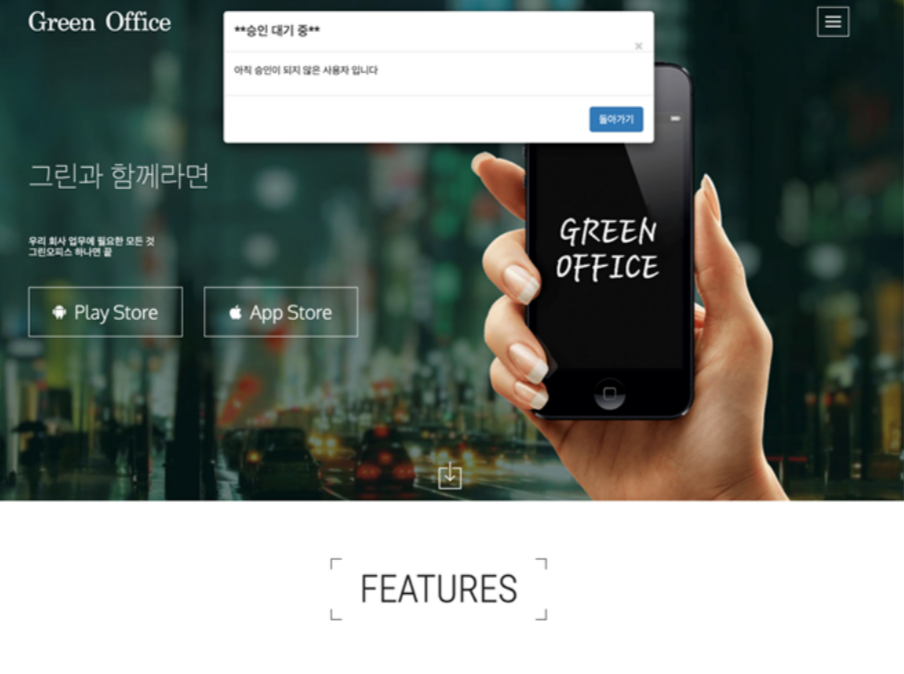 Green Office
**승인 대기 중**
×
아직 승인이 되지 않은 사용자 입니다
돌아가기
그린과 함께라면
우리 회사 업무에 필요한 모든 것
그린오피스 하나면 끝
Play Store
App Store
GREEN
OFFICE
FEATURES